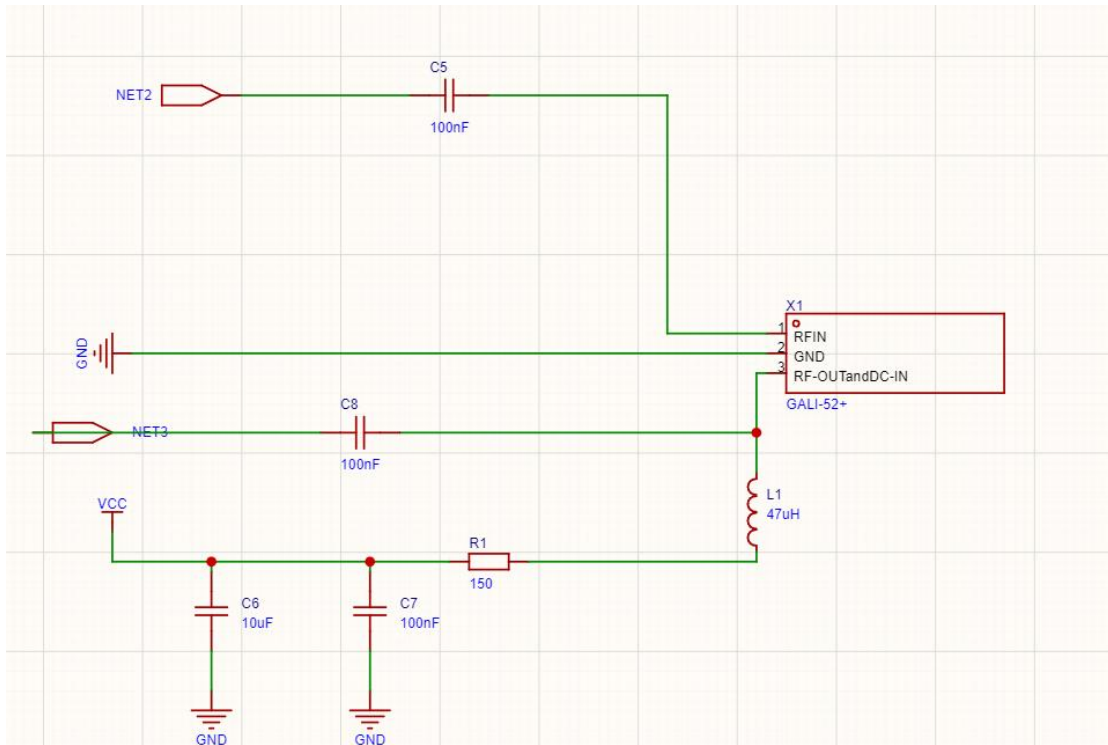 C5
NET2
100nF
X1
1
RFIN
2
GND
GND
3
RF-OUTandDC-IN
C8
GALI-52+
NET3
100nF
L1
VCC
47uH
R1
150
C6
C7
10uF
100nF
GND
GND